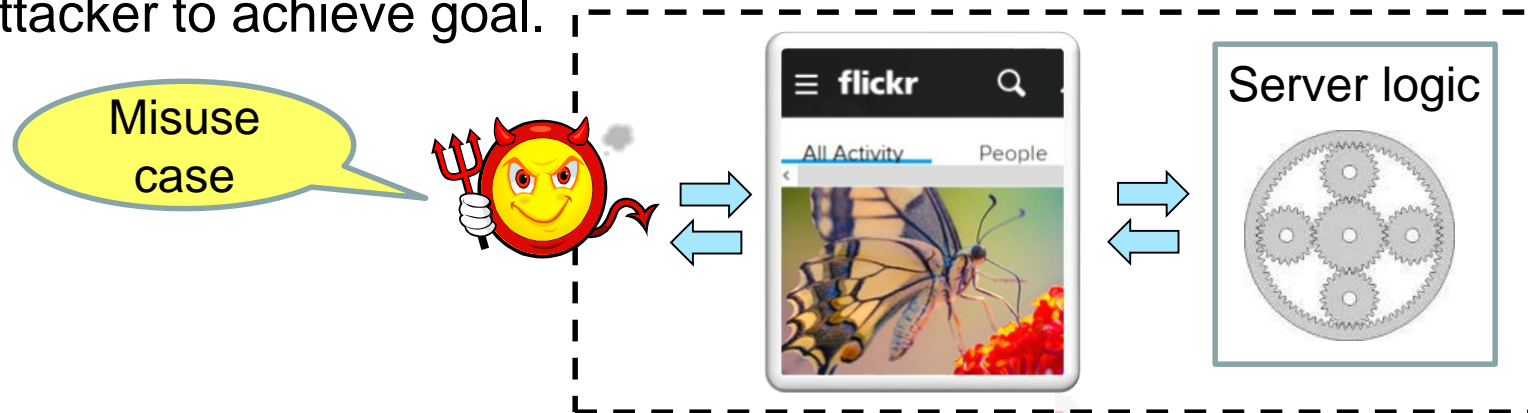 ttacker to achieve goal.
Misuse
case
flickr
All Activity People
Server logic